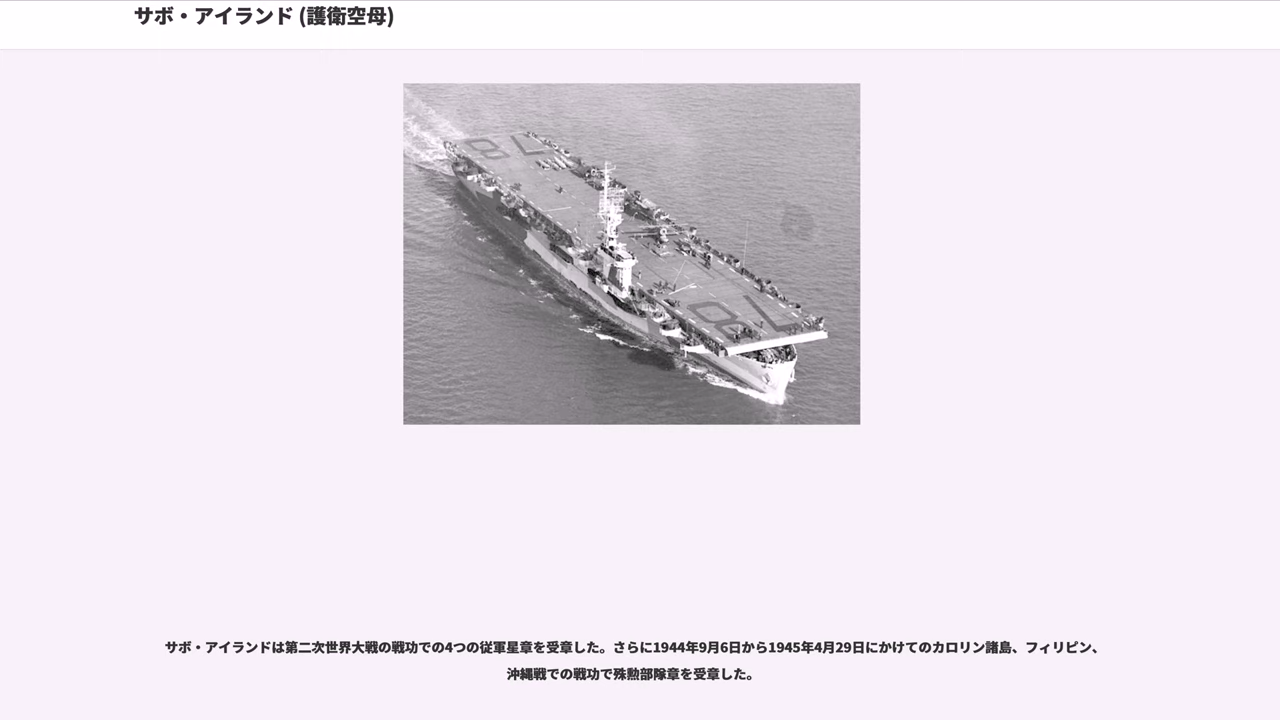 サボ・アイランド (護衛空母)
78
78
サボ・アイランドは第二次世界大戦の戦功での4つの従軍星章を受章した。さらに1944年9月6日から1945年4月29日にかけてのカロリン諸島、フィリピン、
沖縄戦での戦功で殊勲部隊章を受章した。